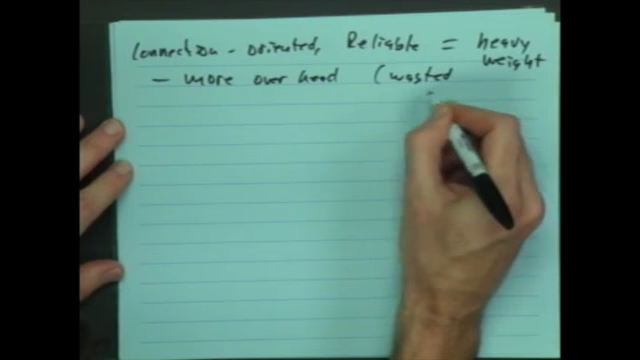 Connection-oriented, Reliable = heavy weight
- more over head (wasted